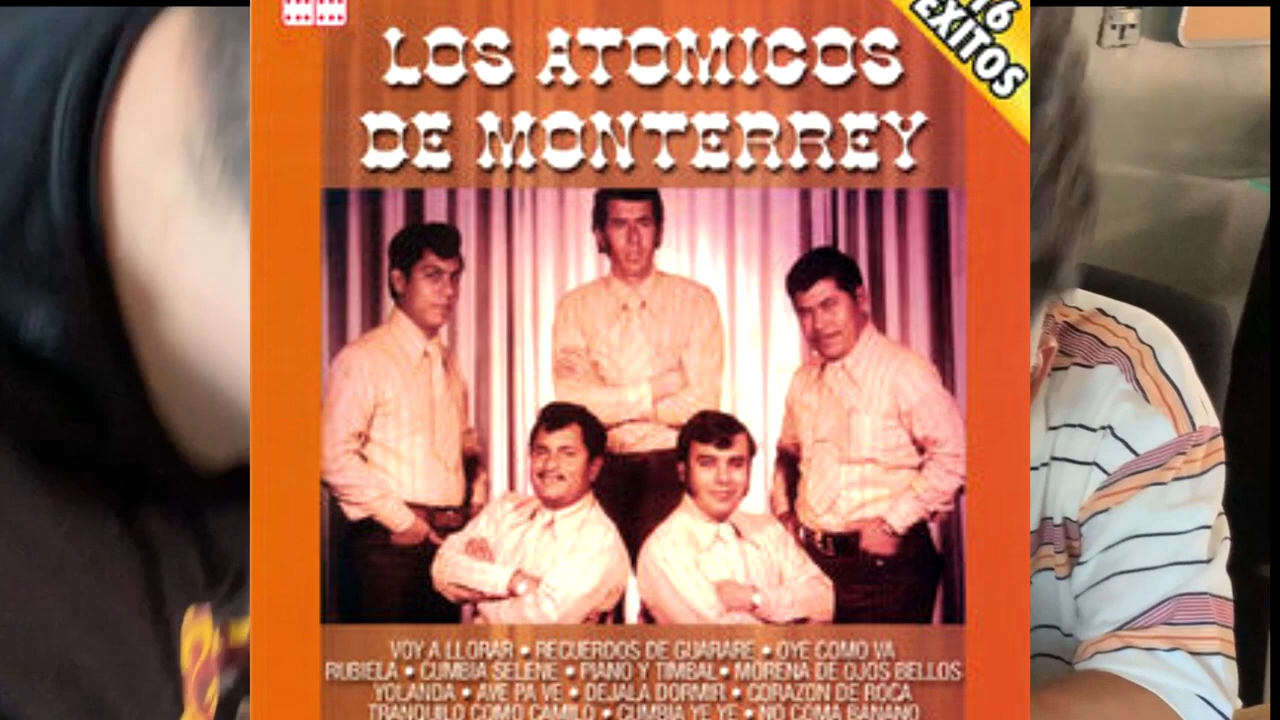 16
EXITOS
LOS ATOMICOS
DE MONTERREY
VOY A LLORAR • RECUERDOS DE GUARARE • OYE COMO VA
RUBIELA • CUMBIA SELENE • PIANO Y TIMBAL • MORENA DE OJOS BELLOS
YOLANDA • AVE PA VE • DEJALA DORMIR • CORAZON DE ROCA
TRANQUILO COMO CAMILO • CUMBIA YE YE • NO COMA BANANO